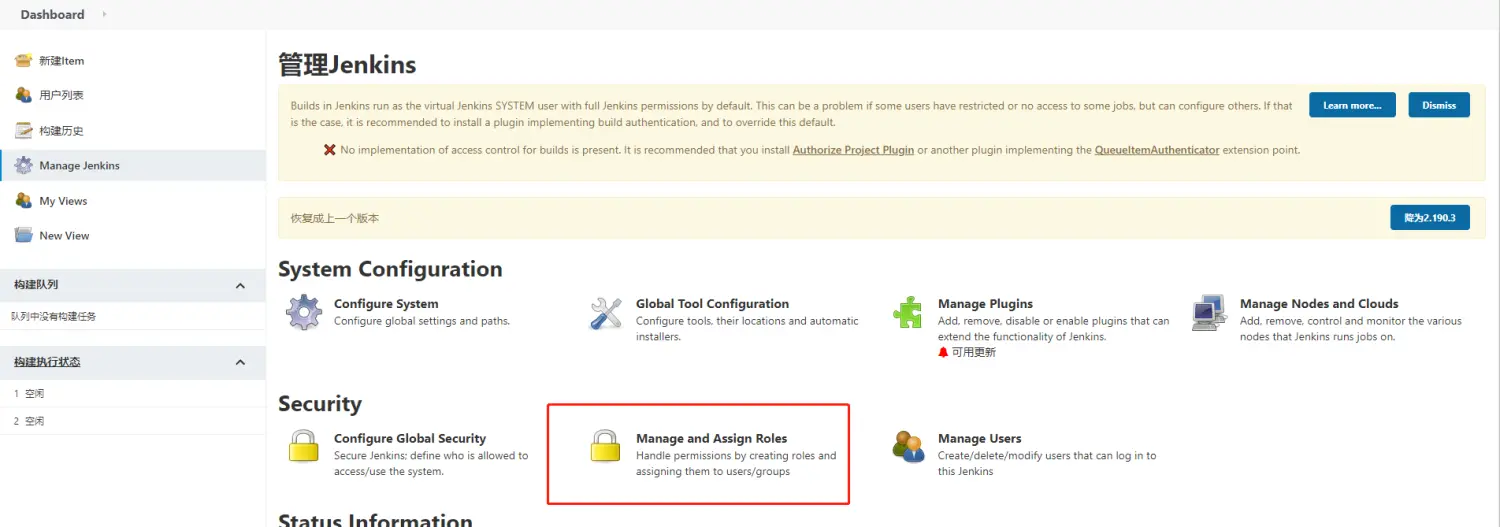 Dashboard
新建Item
用户列表
构建历史
Manage Jenkins
My Views
New View
构建队列
队列中没有构建任务
构建执行状态
1 空闲
2 空闲
管理Jenkins
Builds in Jenkins run as the virtual Jenkins SYSTEM user with full Jenkins permissions by default. This can be a problem if some users have restricted or no access to some jobs, but can configure others. If that
is the case, it is recommended to install a plugin implementing build authentication, and to override this default.
Learn more...
Dismiss
No implementation of access control for builds is present. It is recommended that you install Authorize Project Plugin or another plugin implementing the QueueItemAuthenticator extension point.
恢复成上一个版本
降为2.190.3
System Configuration
Configure System
Configure global settings and paths.
Global Tool Configuration
Configure tools, their locations and automatic
installers.
Manage Plugins
Add, remove, disable or enable plugins that can
extend the functionality of Jenkins.
可用更新
Manage Nodes and Clouds
Add, remove, control and monitor the various
nodes that Jenkins runs jobs on.
Security
Configure Global Security
Secure Jenkins; define who is allowed to
access/use the system.
Manage and Assign Roles
Handle permissions by creating roles and
assigning them to users/groups
Manage Users
Create/delete/modify users that can log in to
this Jenkins
Status Information